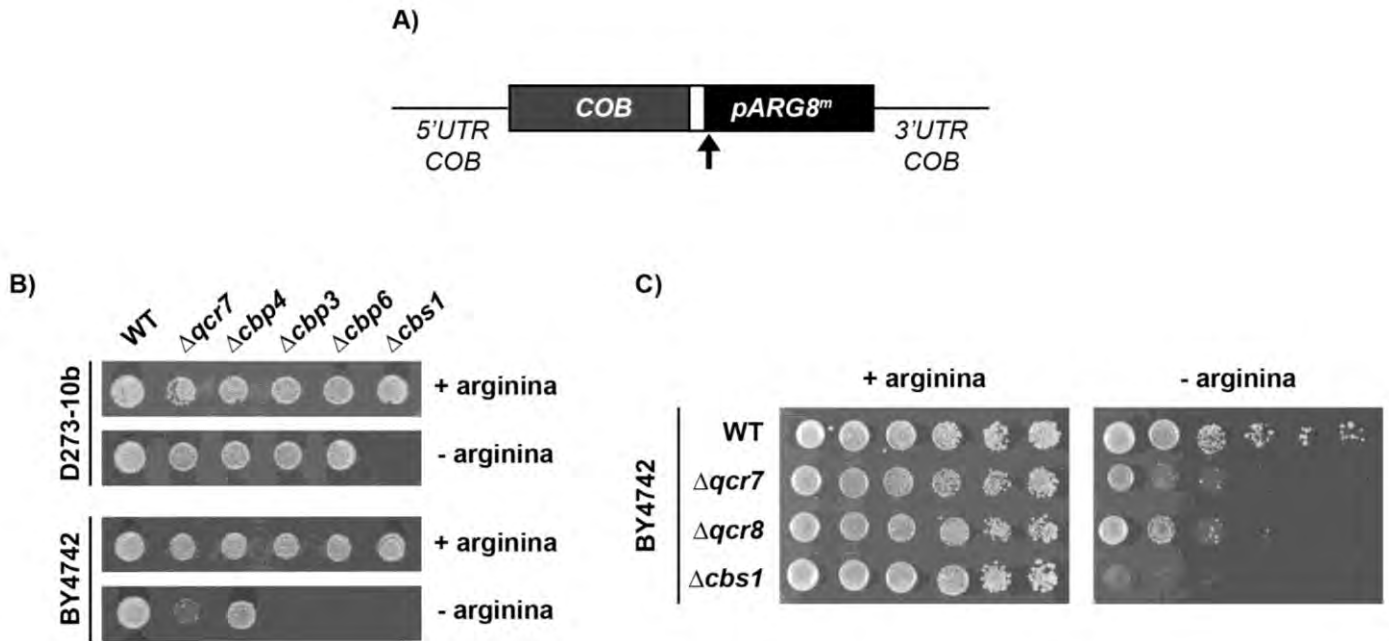 A)
COB
pARG8ᵐ
5'UTR
COB
3'UTR
COB
B)
WT
Δqcr7
Δcbp4
Δcbp3
Δcbp6
Δcbs1
D273-10b
+ arginina
- arginina
BY4742
+ arginina
- arginina
C)
+ arginina
- arginina
BY4742
WT
Δqcr7
Δqcr8
Δcbs1